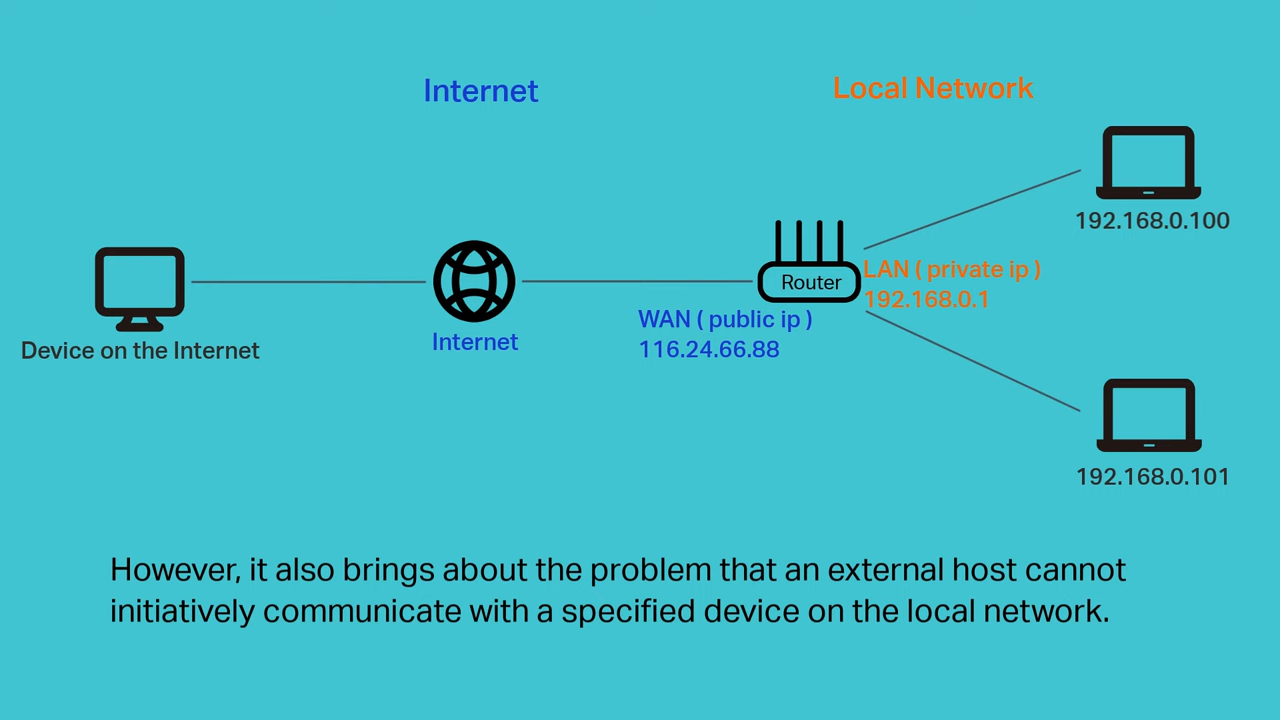 Internet
Local Network
192.168.0.100
Router
LAN ( private ip )
192.168.0.1
WAN ( public ip )
116.24.66.88
Internet
Device on the Internet
192.168.0.101
However, it also brings about the problem that an external host cannot
initiatively communicate with a specified device on the local network.